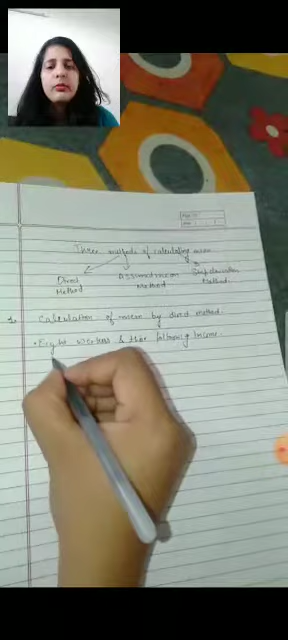 Three methods of calculating mean
Direct Method
Assumed mean Method
Step deviation Method
1. Calculation of mean by direct method.
• Eight workers & their following income.